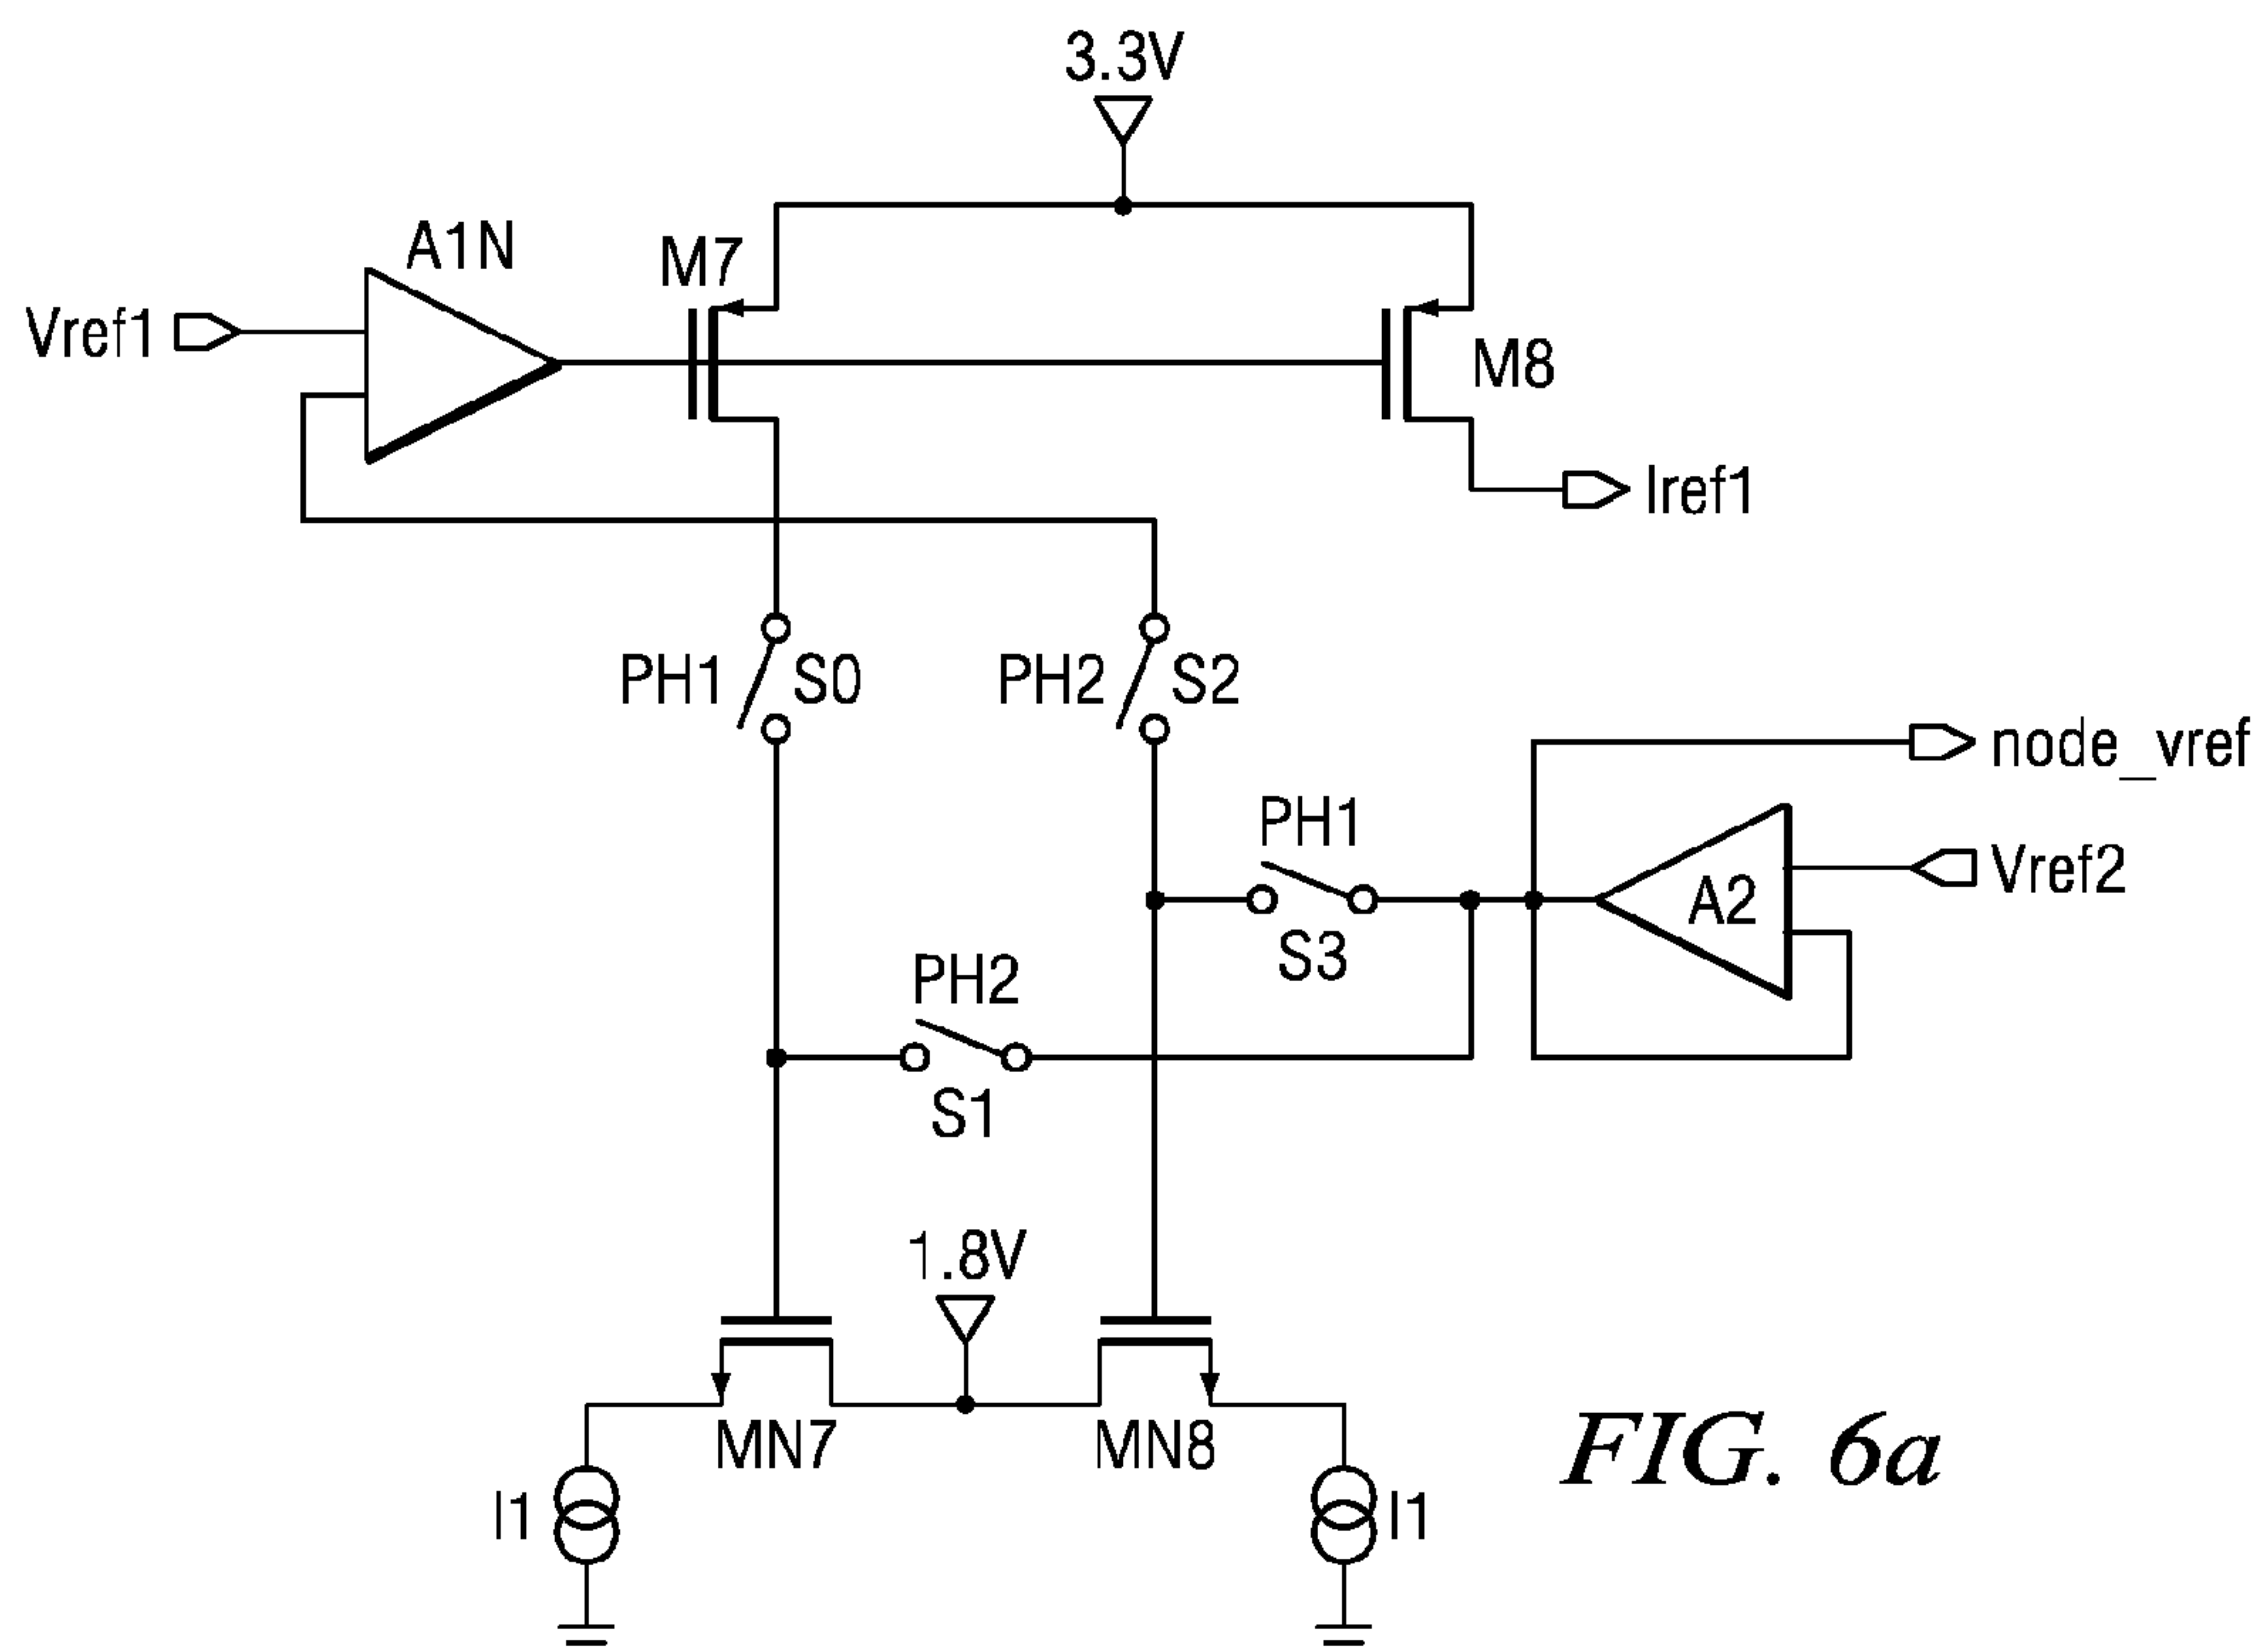 3.3V
A1N
M7
Vref1
M8
Iref1
PH1
S0
PH2
S2
node_vref
PH1
Vref2
A2
S3
PH2
S1
1.8V
MN7
MN8
FIG. 6a
I1
I1